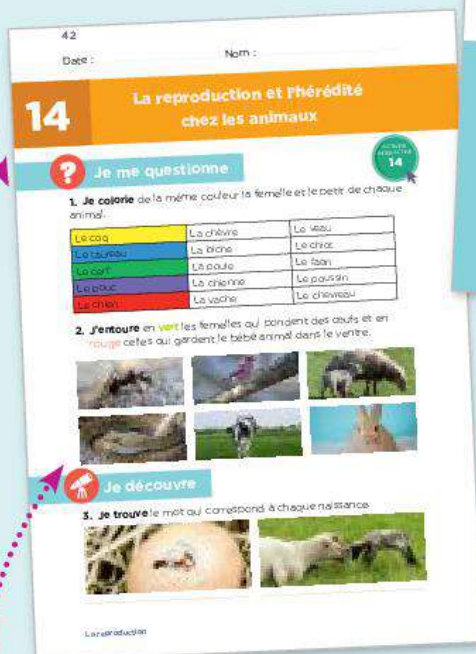 42
Date :
Nom :
14
La reproduction et l'hérédité
chez les animaux
14
Je me questionne
1. Je colorie de la même couleur la femelle et le petit de chaque
animal.
Le coq La chèvre Le veau
Le taureau La biche Le chiot
Le cerf La poule Le faon
Le bouc La chienne Le poussin
Le chien La vache Le chevreau
2. J'entoure en vert les femelles qui pondent des œufs et en
rouge celles qui gardent le bébé animal dans le ventre.
Je découvre
3. Je trouve le mot qui correspond à chaque naissance
La reproduction